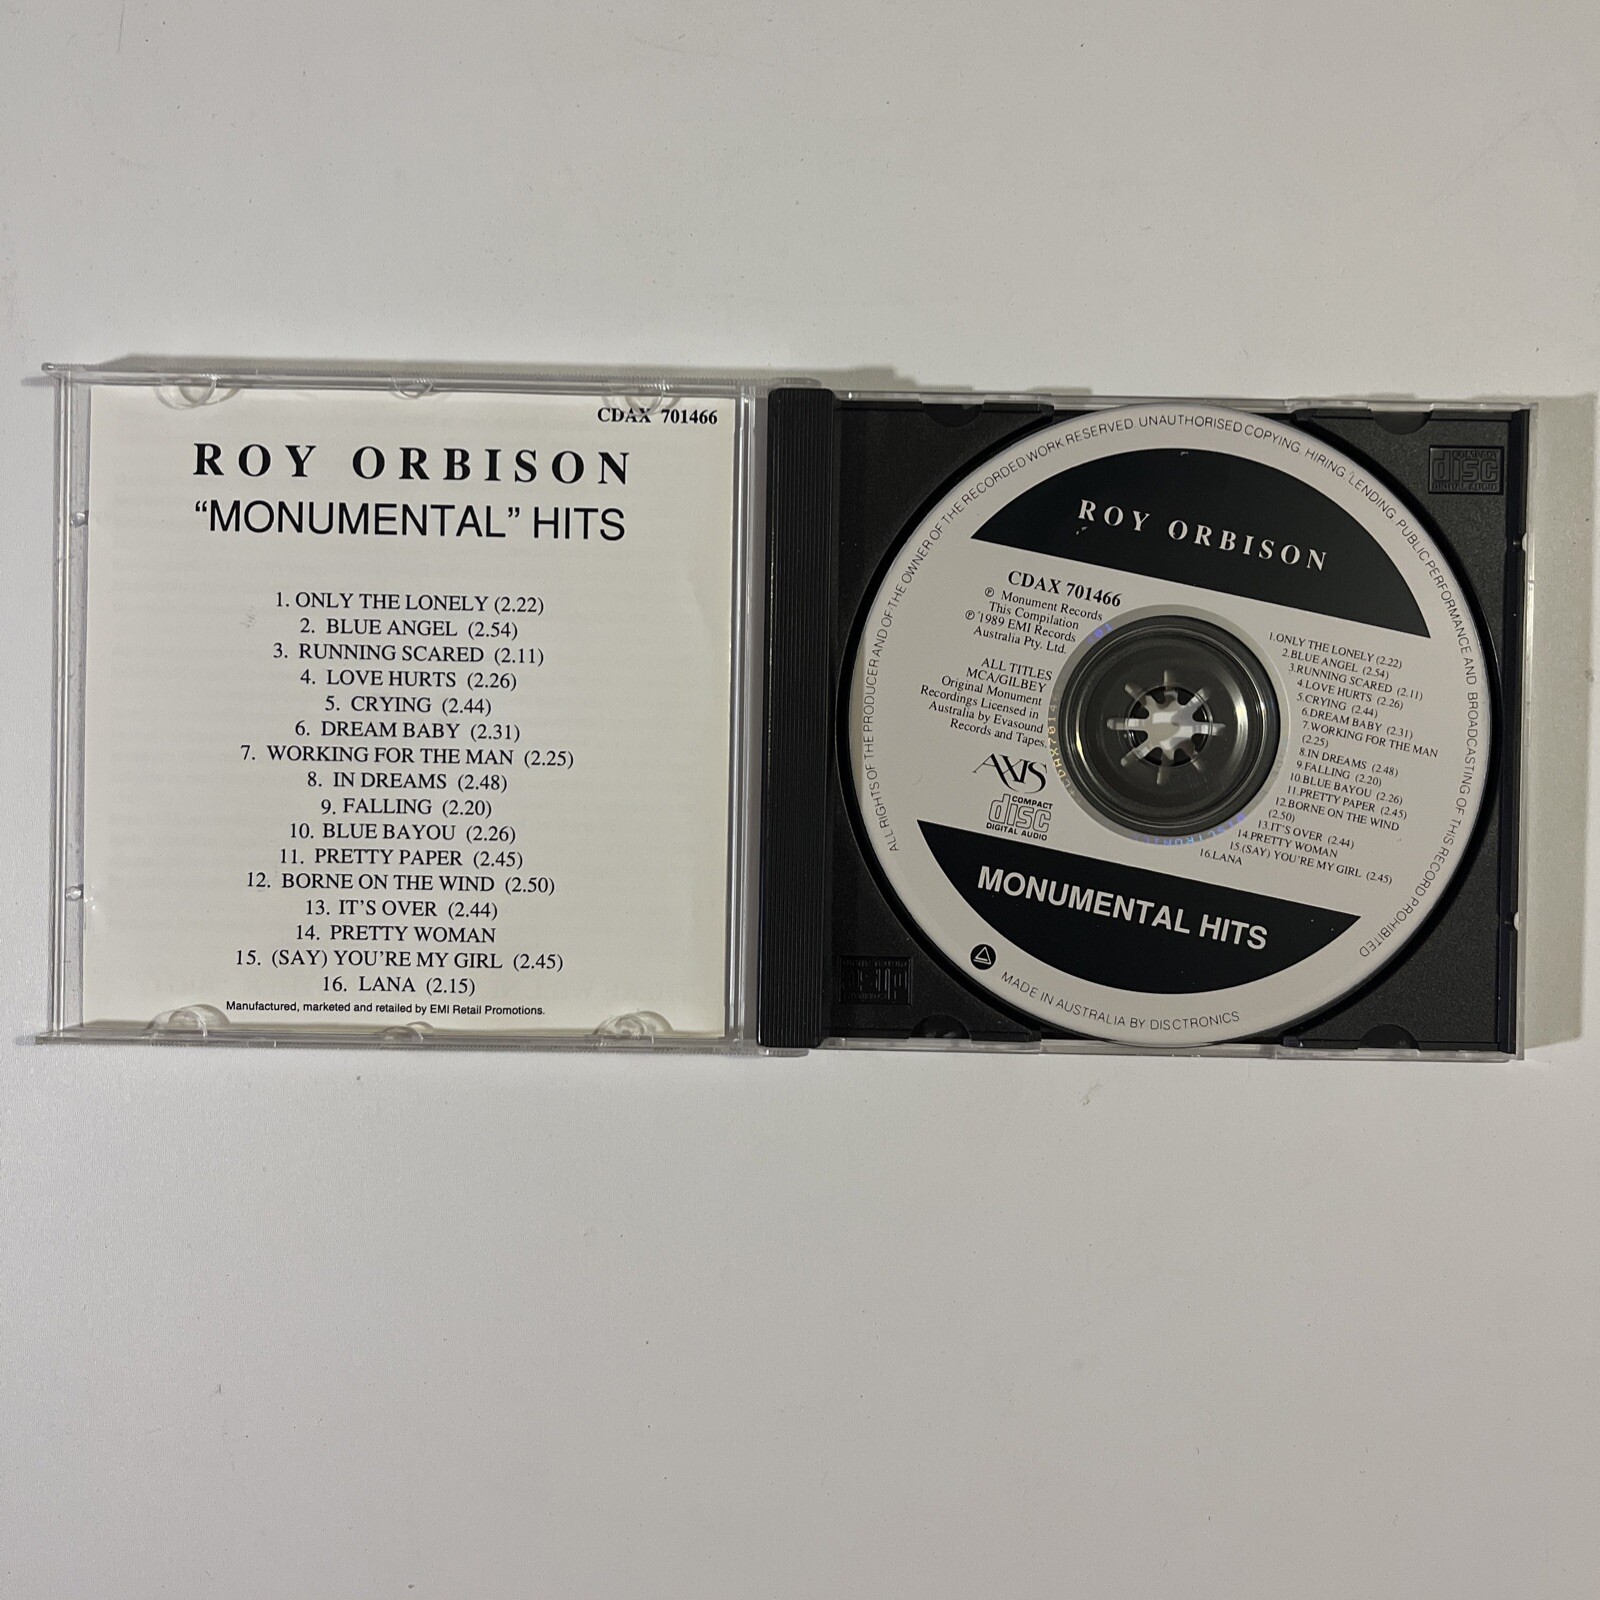 CDAX 701466
ROY ORBISON
“MONUMENTAL” HITS
1. ONLY THE LONELY (2.22)
2. BLUE ANGEL (2.54)
3. RUNNING SCARED (2.11)
4. LOVE HURTS (2.26)
5. CRYING (2.44)
6. DREAM BABY (2.31)
7. WORKING FOR THE MAN (2.25)
8. IN DREAMS (2.48)
9. FALLING (2.20)
10. BLUE BAYOU (2.26)
11. PRETTY PAPER (2.45)
12. BORNE ON THE WIND (2.50)
13. IT'S OVER (2.44)
14. PRETTY WOMAN
15. (SAY) YOU'RE MY GIRL (2.45)
16. LANA (2.15)
Manufactured, marketed and retailed by EMI Retail Promotions.
ALL RIGHTS OF THE PRODUCER AND OF THE OWNER OF THE RECORDED WORK RESERVED. UNAUTHORISED COPYING, HIRING, LENDING, PUBLIC PERFORMANCE AND BROADCASTING OF THIS RECORD PROHIBITED
ROY ORBISON
CDAX 701466
℗ Monument Records
This Compilation
℗ 1989 EMI Records
Australia Pty. Ltd.
ALL TITLES
MCA/GILBEY
Original Monument
Recordings Licensed in
Australia by Evasound
Records and Tapes.
AXIS
COMPACT
disc
DIGITAL AUDIO
1.ONLY THE LONELY (2.22)
2.BLUE ANGEL (2.54)
3.RUNNING SCARED (2.11)
4.LOVE HURTS (2.26)
5.CRYING (2.44)
6.DREAM BABY (2.31)
7.WORKING FOR THE MAN
(2.25)
8.IN DREAMS (2.48)
9.FALLING (2.20)
10.BLUE BAYOU (2.26)
11.PRETTY PAPER (2.45)
12.BORNE ON THE WIND
(2.50)
13.IT'S OVER (2.44)
14.PRETTY WOMAN
15.(SAY) YOU'RE MY GIRL (2.45)
16.LANA
MONUMENTAL HITS
MADE IN AUSTRALIA BY DISCTRONICS
disc
DIGITAL AUDIO
disc